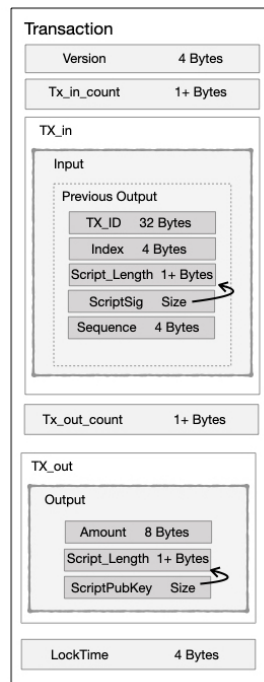 Transaction
Version 4 Bytes
Tx_in_count 1+ Bytes
TX_in
Input
Previous Output
TX_ID 32 Bytes
Index 4 Bytes
Script_Length 1+ Bytes
ScriptSig Size
Sequence 4 Bytes
Tx_out_count 1+ Bytes
TX_out
Output
Amount 8 Bytes
Script_Length 1+ Bytes
ScriptPubKey Size
LockTime 4 Bytes